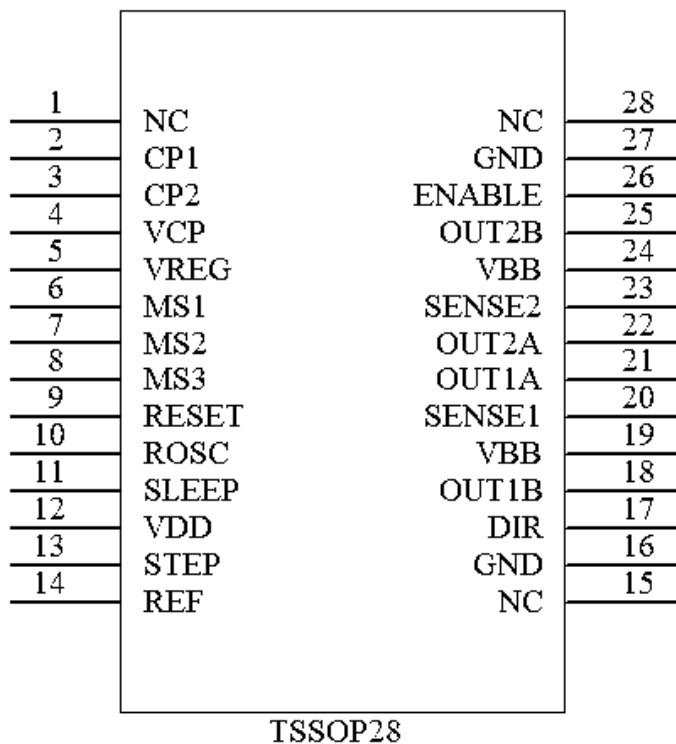 1 NC NC 28
2 CP1 GND 27
3 CP2 ENABLE 26
4 VCP OUT2B 25
5 VREG VBB 24
6 MS1 SENSE2 23
7 MS2 OUT2A 22
8 MS3 OUT1A 21
9 RESET SENSE1 20
10 ROSC VBB 19
11 SLEEP OUT1B 18
12 VDD DIR 17
13 STEP GND 16
14 REF NC 15
TSSOP28